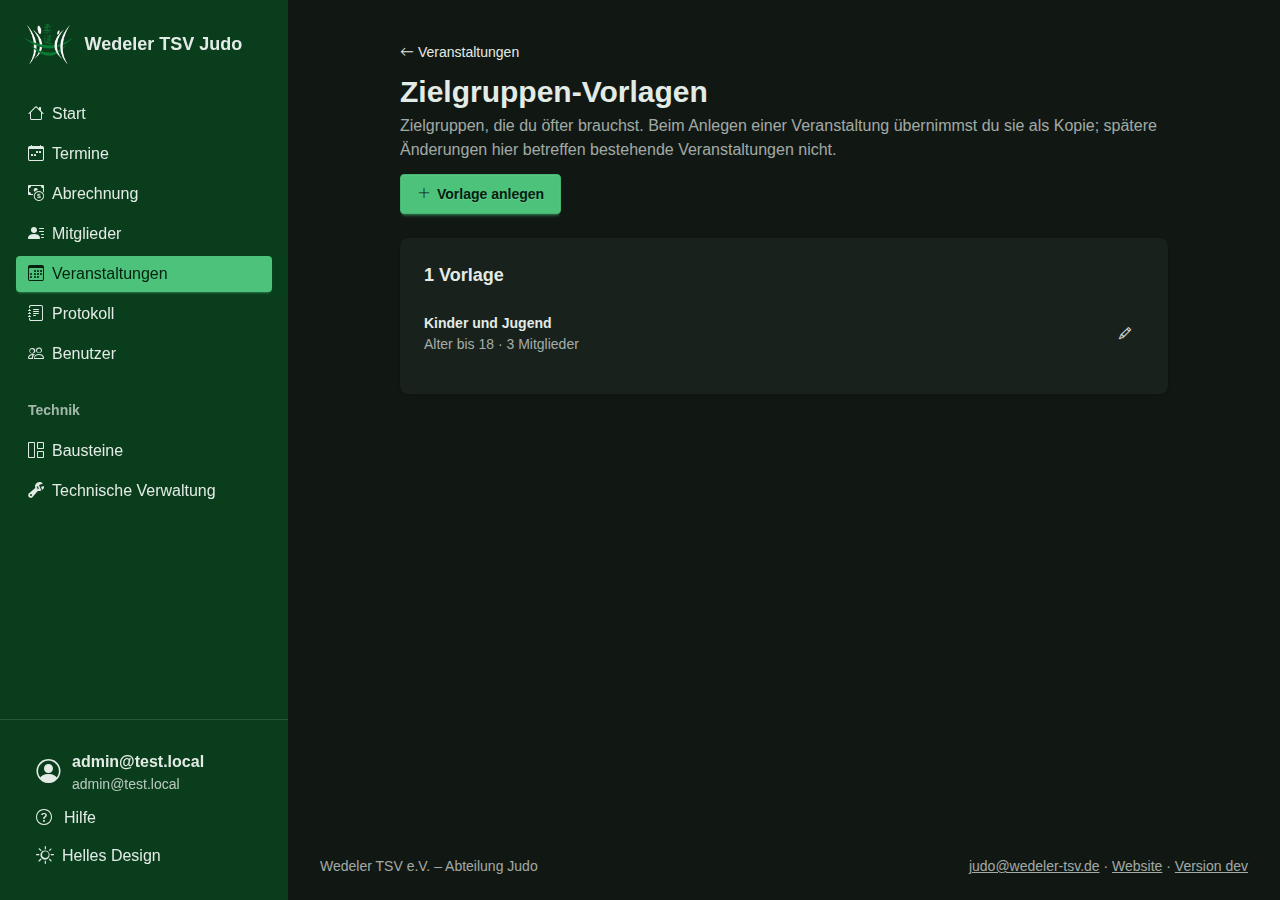 Wedeler TSV Judo
Start
Termine
Abrechnung
Mitglieder
Veranstaltungen
Protokoll
Benutzer
Technik
Bausteine
Technische Verwaltung
admin@test.local
admin@test.local
Hilfe
Helles Design
← Veranstaltungen
Zielgruppen-Vorlagen
Zielgruppen, die du öfter brauchst. Beim Anlegen einer Veranstaltung übernimmst du sie als Kopie; spätere
Änderungen hier betreffen bestehende Veranstaltungen nicht.
+ Vorlage anlegen
1 Vorlage
Kinder und Jugend
Alter bis 18 · 3 Mitglieder
Wedeler TSV e.V. – Abteilung Judo
judo@wedeler-tsv.de · Website · Version dev